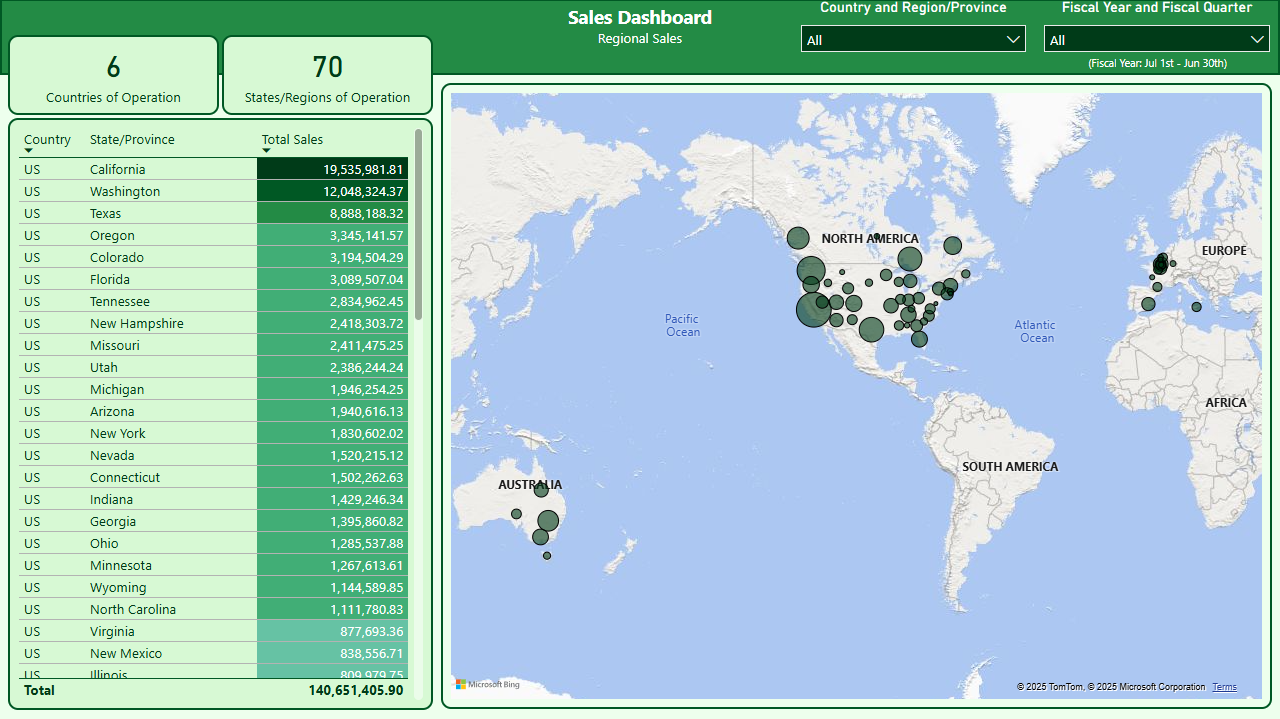 Sales Dashboard
Regional Sales
Country and Region/Province
All
Fiscal Year and Fiscal Quarter
All
(Fiscal Year: Jul 1st - Jun 30th)
6
Countries of Operation
70
States/Regions of Operation
Country State/Province Total Sales
US California 19,535,981.81
US Washington 12,048,324.37
US Texas 8,888,188.32
US Oregon 3,345,141.57
US Colorado 3,194,504.29
US Florida 3,089,507.04
US Tennessee 2,834,962.45
US New Hampshire 2,418,303.72
US Missouri 2,411,475.25
US Utah 2,386,244.24
US Michigan 1,946,254.25
US Arizona 1,940,616.13
US New York 1,830,602.02
US Nevada 1,520,215.12
US Connecticut 1,502,262.63
US Indiana 1,429,246.34
US Georgia 1,395,860.82
US Ohio 1,285,537.88
US Minnesota 1,267,613.61
US Wyoming 1,144,589.85
US North Carolina 1,111,780.83
US Virginia 877,693.36
US New Mexico 838,556.71
US Illinois 809,979.75
Total 140,651,405.90
NORTH AMERICA
EUROPE
Pacific
Ocean
Atlantic
Ocean
AFRICA
SOUTH AMERICA
AUSTRALIA
Microsoft Bing
© 2025 TomTom, © 2025 Microsoft Corporation Terms